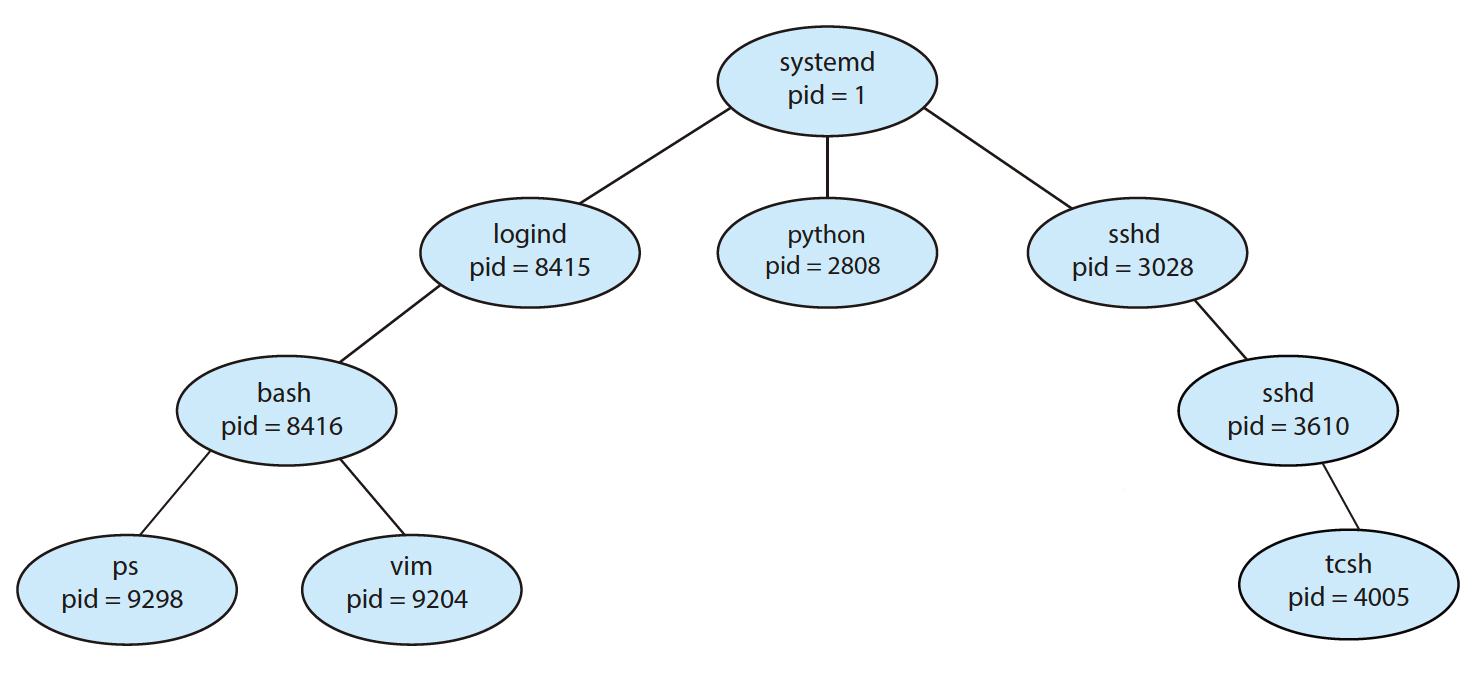 systemd
pid = 1
logind
pid = 8415
python
pid = 2808
sshd
pid = 3028
bash
pid = 8416
sshd
pid = 3610
ps
pid = 9298
vim
pid = 9204
tcsh
pid = 4005